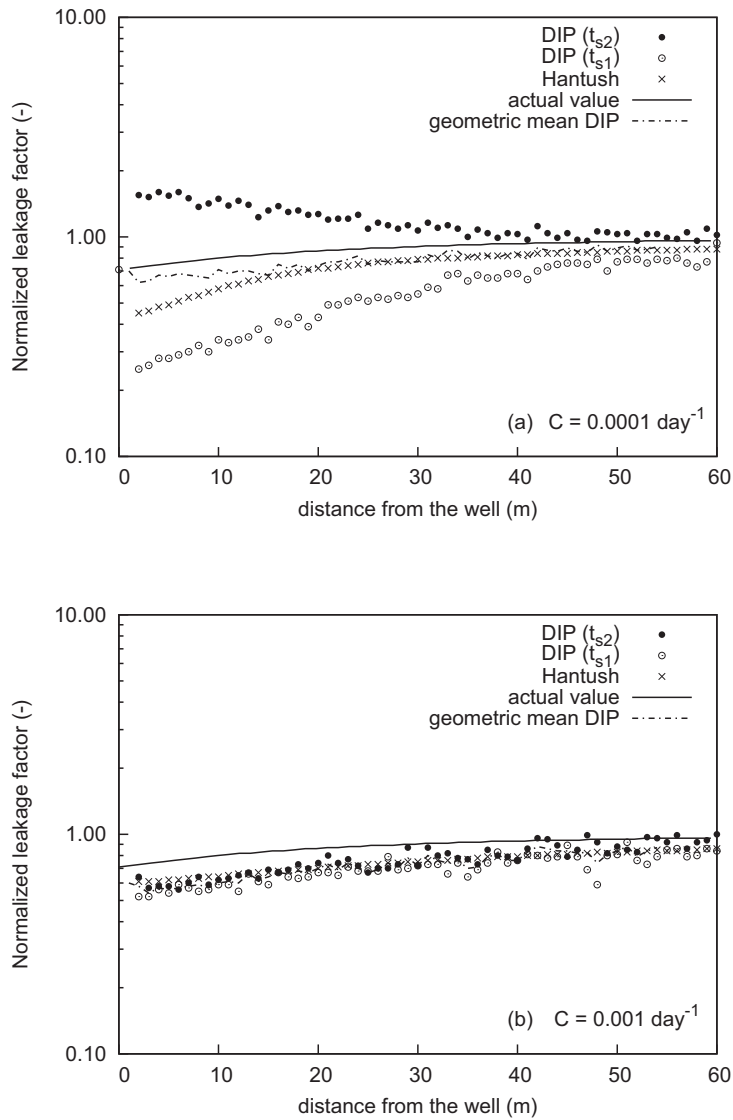 10.00
1.00
0.10
Normalized leakage factor (-)
DIP (ts2)
DIP (ts1)
Hantush
actual value
geometric mean DIP
(a) C = 0.0001 day-1
0 10 20 30 40 50 60
distance from the well (m)
10.00
1.00
0.10
Normalized leakage factor (-)
DIP (ts2)
DIP (ts1)
Hantush
actual value
geometric mean DIP
(b) C = 0.001 day-1
0 10 20 30 40 50 60
distance from the well (m)